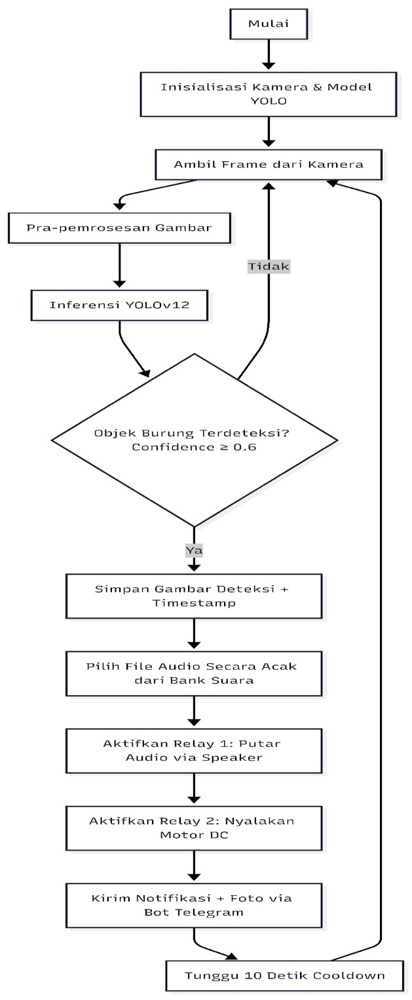 Mulai
Inisialisasi Kamera & Model
YOLO
Ambil Frame dari Kamera
Pra-pemrosesan Gambar
Tidak
Inferensi YOLOv12
Objek Burung Terdeteksi?
Confidence ≥ 0.6
Ya
Simpan Gambar Deteksi +
Timestamp
Pilih File Audio Secara Acak
dari Bank Suara
Aktifkan Relay 1: Putar
Audio via Speaker
Aktifkan Relay 2: Nyalakan
Motor DC
Kirim Notifikasi + Foto via
Bot Telegram
Tunggu 10 Detik Cooldown